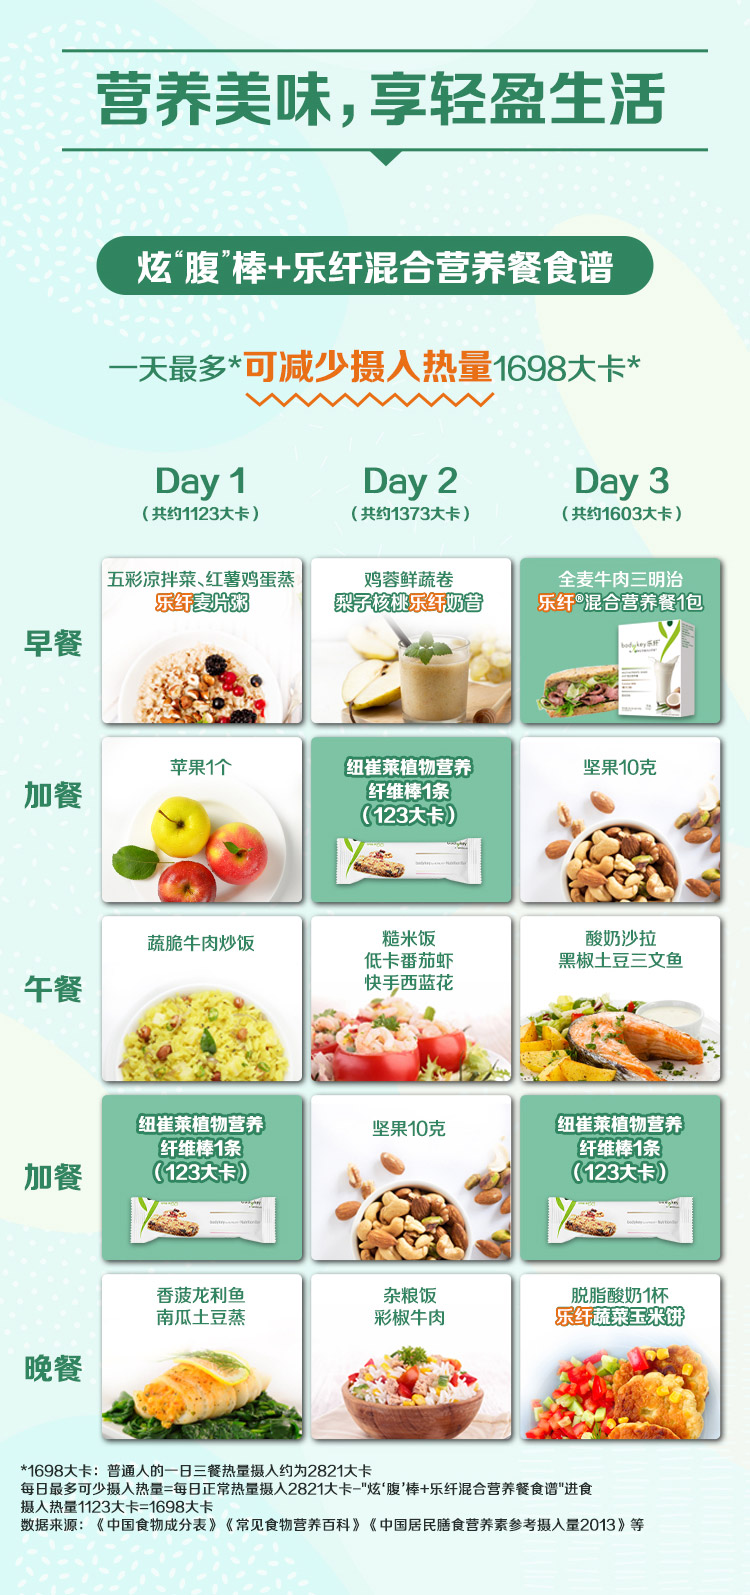 营养美味,享轻盈生活
炫“腹”棒+乐纤混合营养餐食谱
一天最多*可减少摄入热量1698大卡*
Day 1
(共约1123大卡)
Day 2
(共约1373大卡)
Day 3
(共约1603大卡)
早餐
五彩凉拌菜、红薯鸡蛋蒸
乐纤麦片粥
鸡蓉鲜蔬卷
梨子核桃乐纤奶昔
全麦牛肉三明治
乐纤®混合营养餐1包
bodykey乐纤
加餐
苹果1个
纽崔莱植物营养
纤维棒1条
(123大卡)
bodykey
坚果10克
午餐
蔬脆牛肉炒饭
糙米饭
低卡番茄虾
快手西蓝花
酸奶沙拉
黑椒土豆三文鱼
加餐
纽崔莱植物营养
纤维棒1条
(123大卡)
bodykey
坚果10克
纽崔莱植物营养
纤维棒1条
(123大卡)
bodykey
晚餐
香菠龙利鱼
南瓜土豆蒸
杂粮饭
彩椒牛肉
脱脂酸奶1杯
乐纤蔬菜玉米饼
*1698大卡：普通人的一日三餐热量摄入约为2821大卡
每日最多可少摄入热量=每日正常热量摄入2821大卡-"炫‘腹’棒+乐纤混合营养餐食谱"进食
摄入热量1123大卡=1698大卡
数据来源：《中国食物成分表》《常见食物营养百科》《中国居民膳食营养素参考摄入量2013》等